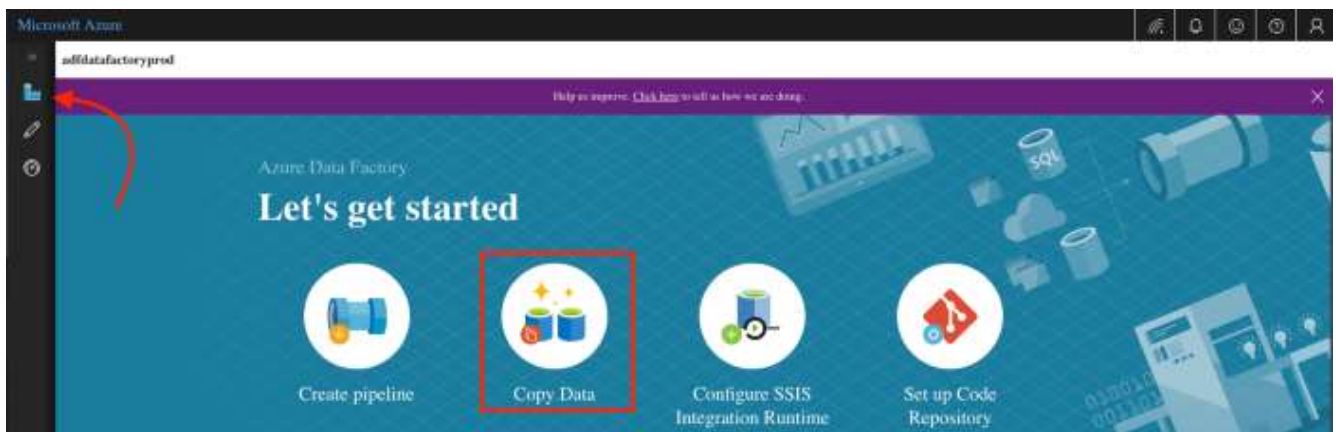 Microsoft Azure
adfdatafactoryprod
Help us improve. Click here to tell us how we are doing.
Azure Data Factory
Let's get started
SQL
Create pipeline
Copy Data
Configure SSIS
Integration Runtime
Set up Code
Repository